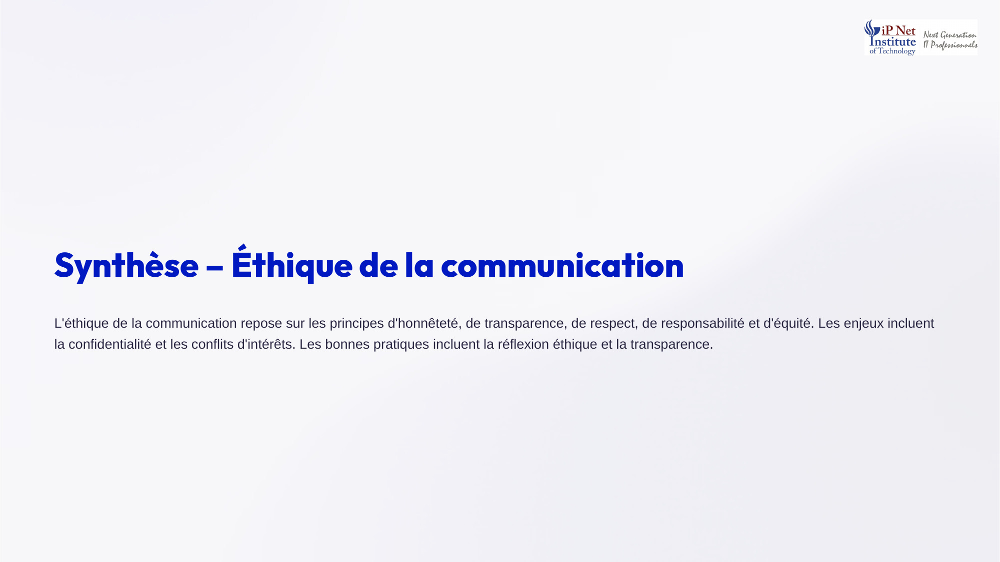 iP Net
Institute
of Technology
Next Generation
IT Professionnels
Synthèse – Éthique de la communication
L'éthique de la communication repose sur les principes d'honnêteté, de transparence, de respect, de responsabilité et d'équité. Les enjeux incluent
la confidentialité et les conflits d'intérêts. Les bonnes pratiques incluent la réflexion éthique et la transparence.